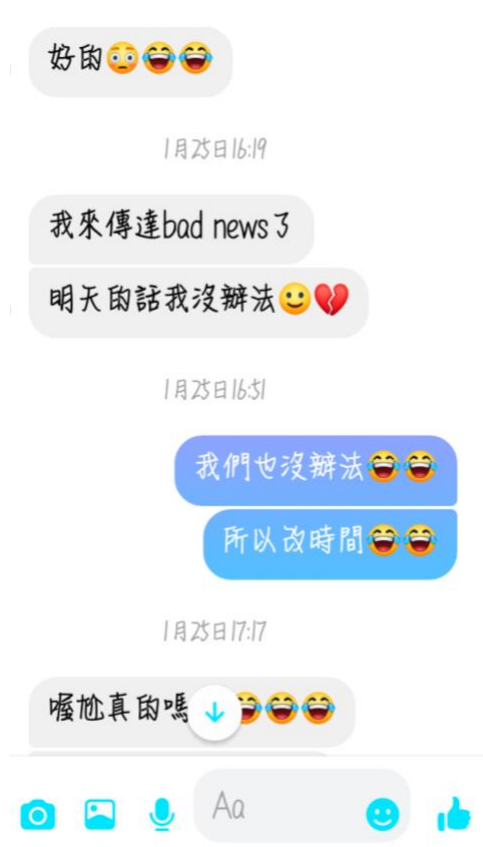 好的😳😂😂
1月25日16:19
我來傳達bad news了
明天的話我沒辦法🙂💔
1月25日16:51
我們也沒辦法😂😂
所以改時間😂😂
1月25日17:17
喔尬真的嗎😂😂😂
Aa